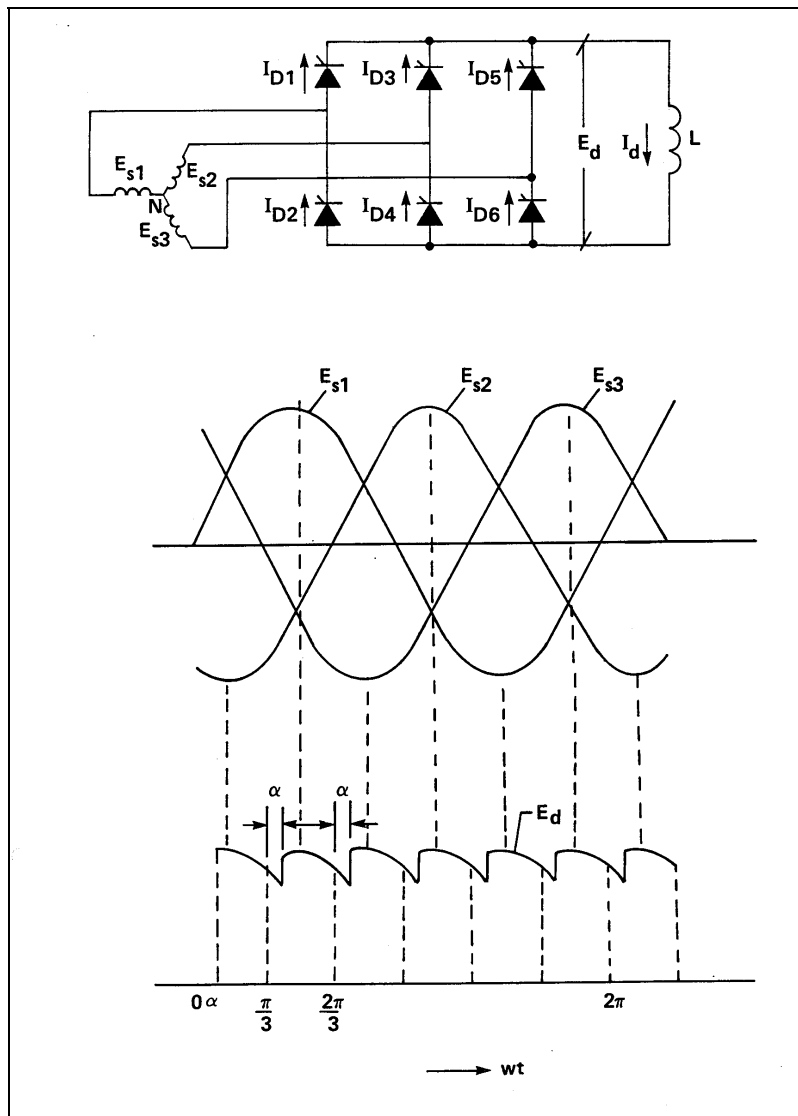 I_D1 I_D3 I_D5
E_s1 E_s2 E_d I_d L
N
E_s3 I_D2 I_D4 I_D6
E_s1 E_s2 E_s3
α α
E_d
0 α π/3 2π/3 2π
wt